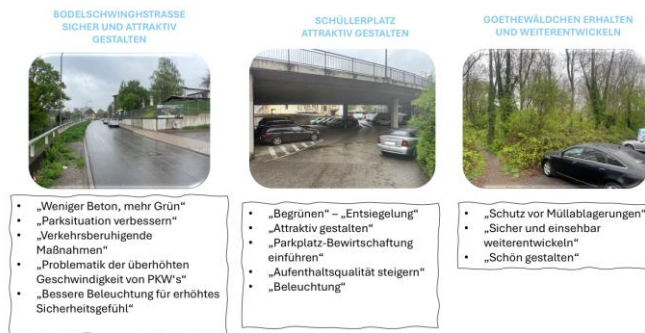 BODELSCHWINGHSTRASSE
SICHER UND ATTRAKTIV
GESTALTEN
• „Weniger Beton, mehr Grün“
• „Parksituation verbessern“
• „Verkehrsberuhigende
Maßnahmen“
• „Problematik der überhöhten
Geschwindigkeit von PKW's“
• „Bessere Beleuchtung für erhöhtes
Sicherheitsgefühl“
SCHÜLLERPLATZ
ATTRAKTIV GESTALTEN
• „Begrünen“ – „Entsiegelung“
• „Attraktiv gestalten“
• „Parkplatz-Bewirtschaftung
einführen“
• „Aufenthaltsqualität steigern“
• „Beleuchtung“
GOETHEWÄLDCHEN ERHALTEN
UND WEITERENTWICKELN
• „Schutz vor Müllablagerungen“
• „Sicher und einsehbar
weiterentwickeln“
• „Schön gestalten“